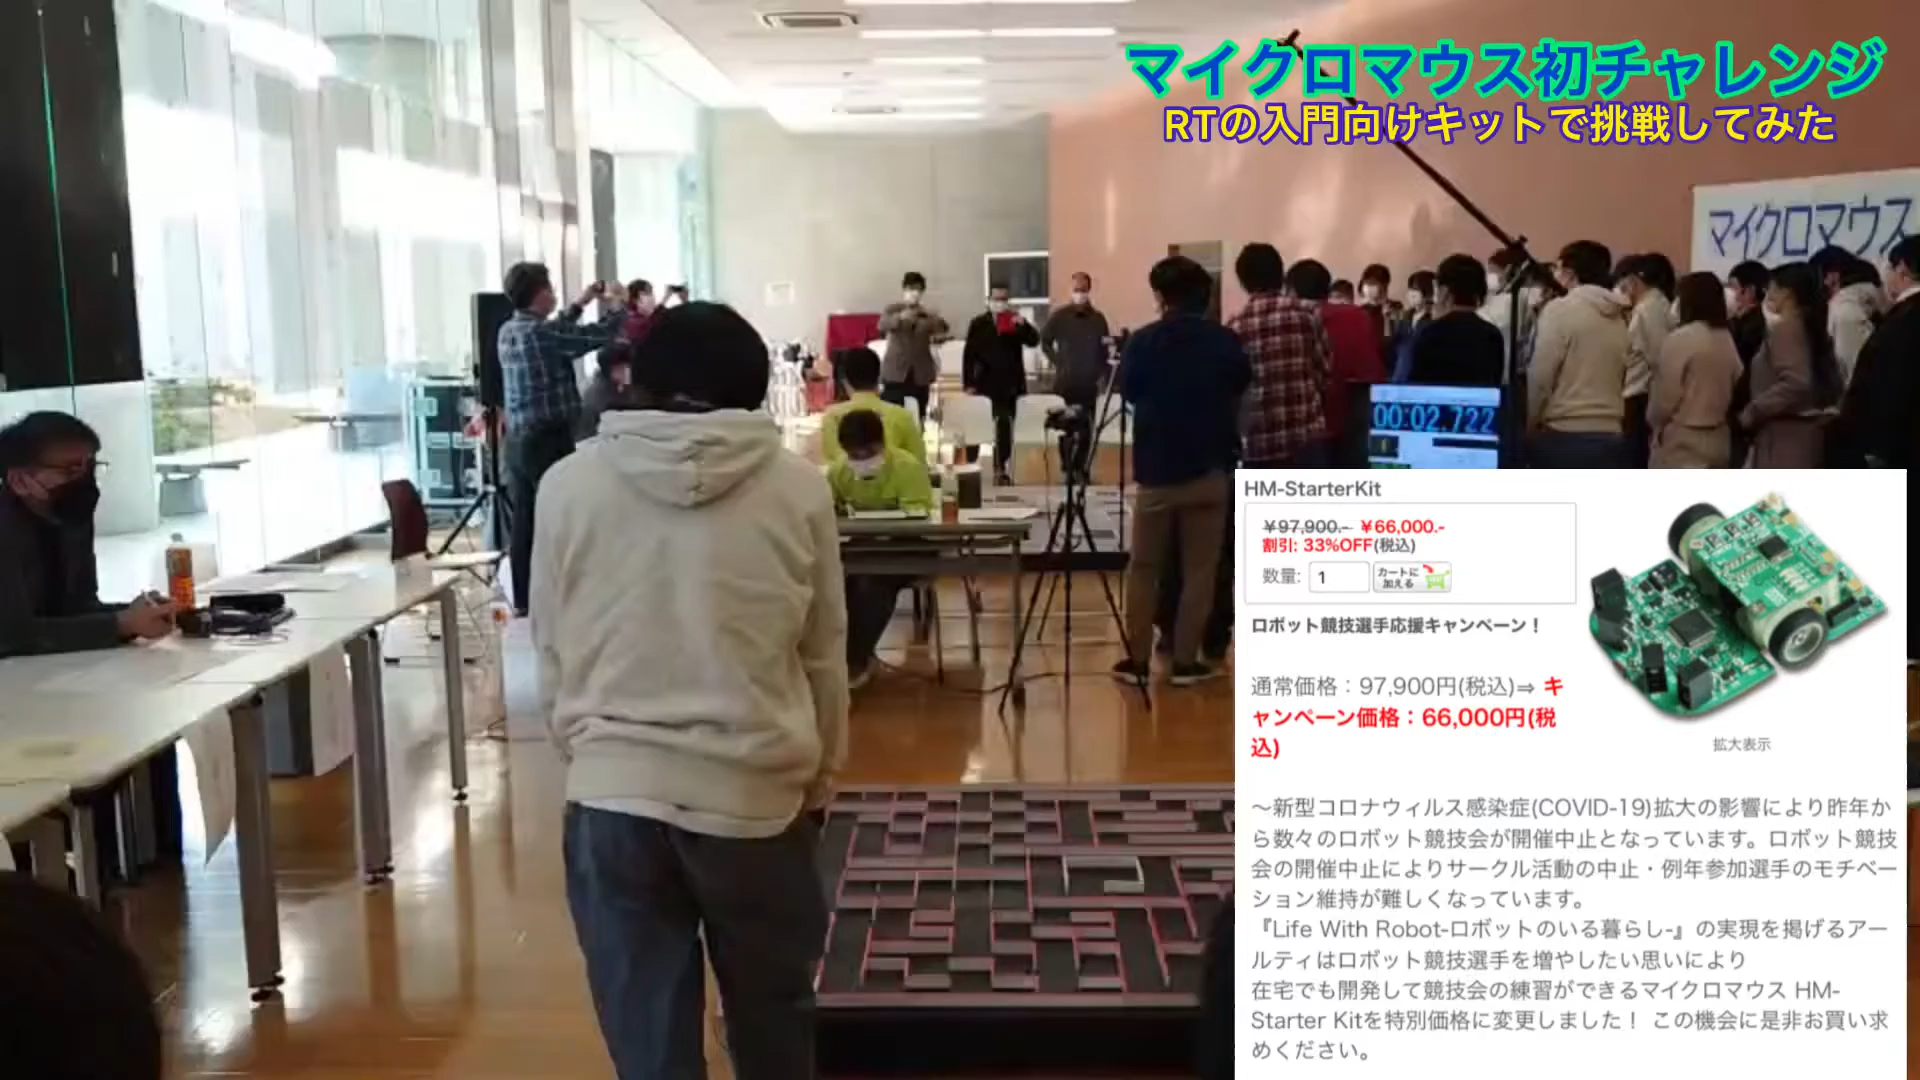 マイクロマウス初チャレンジ
RTの入門向けキットで挑戦してみた
マイクロマウス
00:02.722
HM-StarterKit
￥97,900.- ￥66,000.-
割引: 33%OFF(税込)
数量: 1 カートに
加える
ロボット競技選手応援キャンペーン！
通常価格：97,900円(税込)⇒ キ
ャンペーン価格：66,000円(税
込)
拡大表示
～新型コロナウィルス感染症(COVID-19)拡大の影響により昨年か
ら数々のロボット競技会が開催中止となっています。ロボット競技
会の開催中止によりサークル活動の中止・例年参加選手のモチベー
ション維持が難しくなっています。
『Life With Robot-ロボットのいる暮らし-』の実現を掲げるアー
ルティはロボット競技選手を増やしたい思いにより
在宅でも開発して競技会の練習ができるマイクロマウス HM-
Starter Kitを特別価格に変更しました！ この機会に是非お買い求
めください。